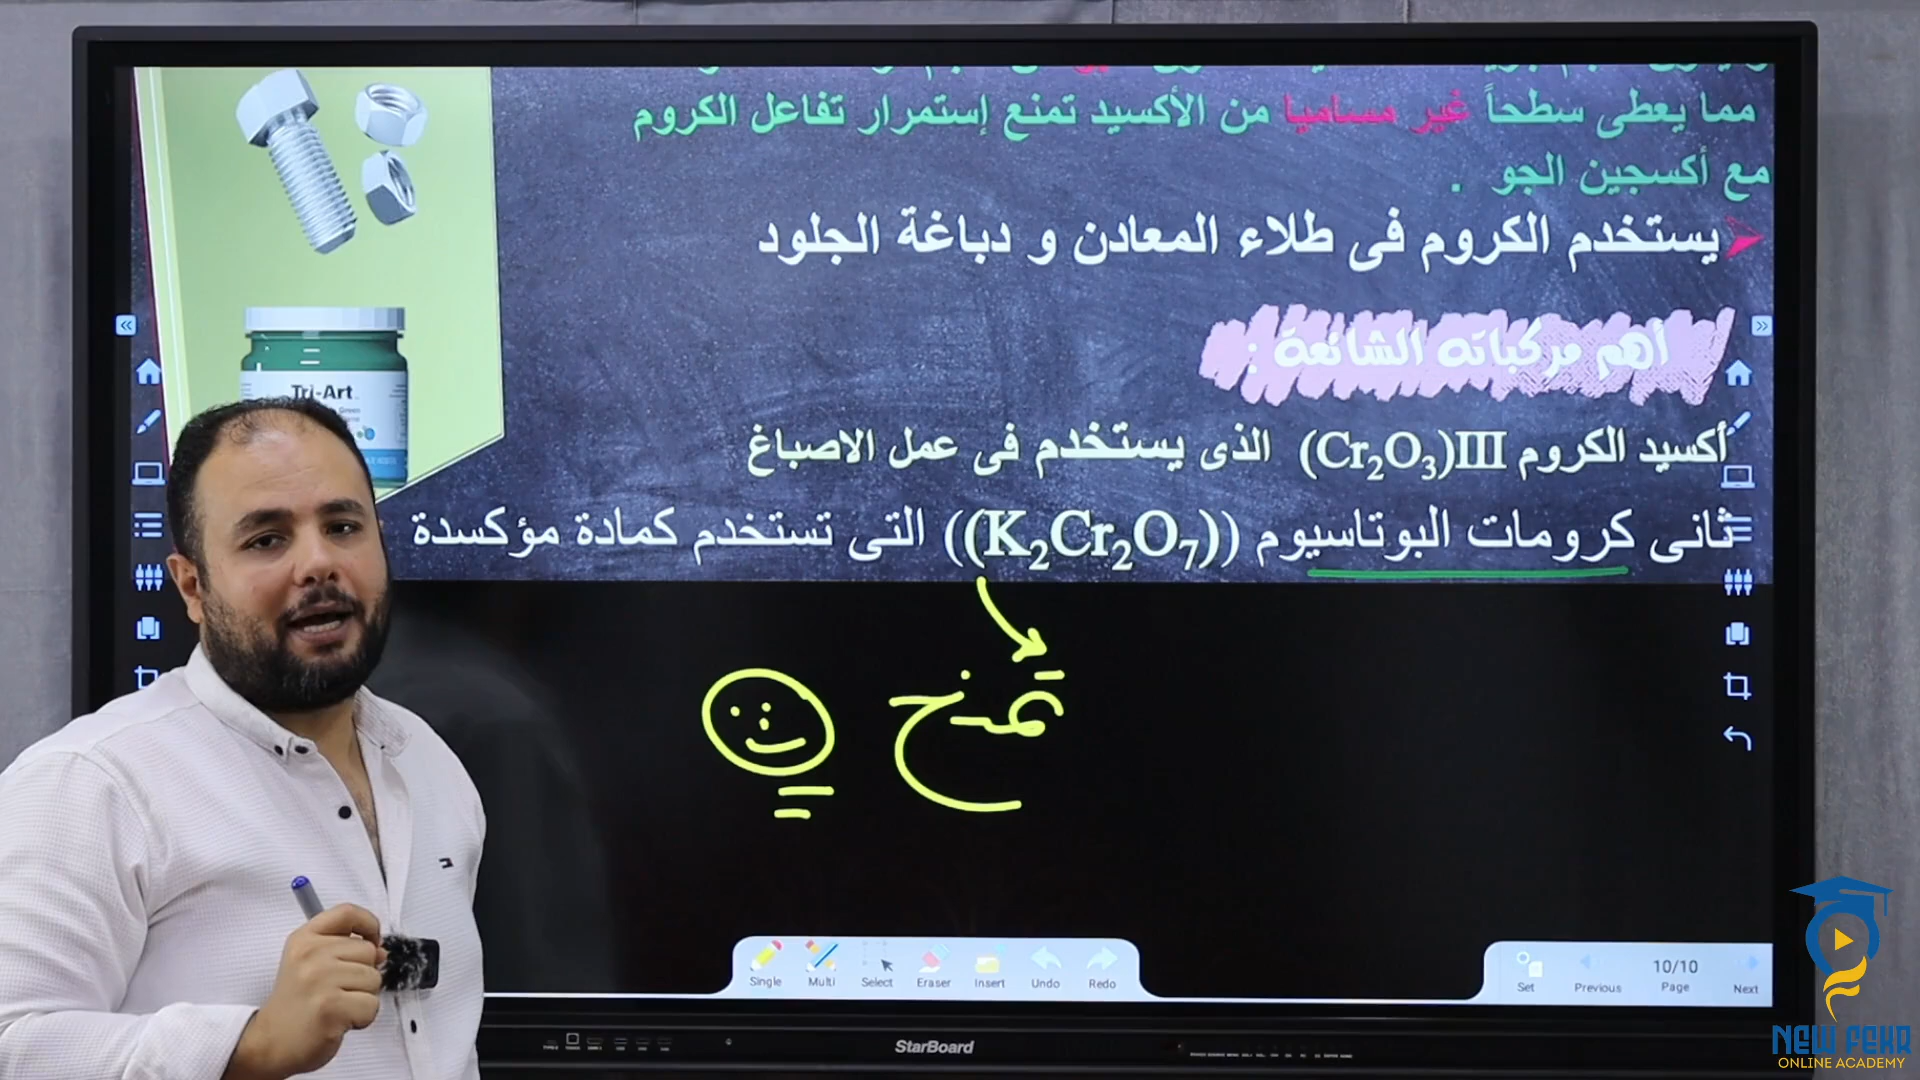 مما يعطى سطحاً غير مساميا من الأكسيد تمنع إستمرار تفاعل الكروم
مع أكسجين الجو .
يستخدم الكروم فى طلاء المعادن و دباغة الجلود
أهم مركباته الشائعة :
أكسيد الكروم III(Cr₂O₃) الذى يستخدم فى عمل الاصباغ
ثانى كرومات البوتاسيوم ((K₂Cr₂O₇)) التى تستخدم كمادة مؤكسدة
Tri-Art
Green
Single
Multi
Select
Eraser
Insert
Undo
Redo
Set
Previous
10/10
Page
Next
StarBoard
NEW FEKR
ONLINE ACADEMY